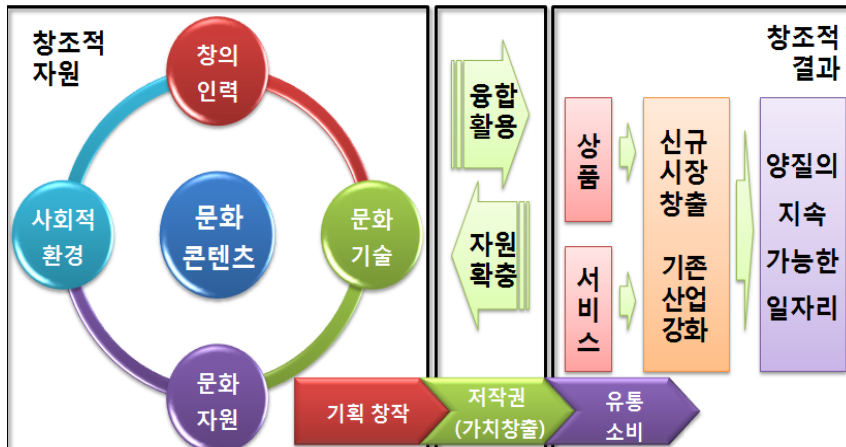 창조적
자원
창의
인력
사회적
환경
문화
콘텐츠
문화
기술
문화
자원
융합
활용
자원
확충
창조적
결과
상
품
서
비
스
신규
시장
창출
기존
산업
강화
양질의
지속
가능한
일자리
기획 창작
저작권
(가치창출)
유통
소비